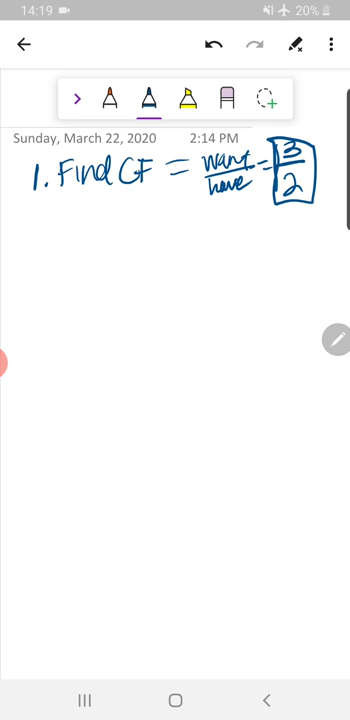 14:19 20%
Sunday, March 22, 2020 2:14 PM
1. Find CF = want/have = 3/2